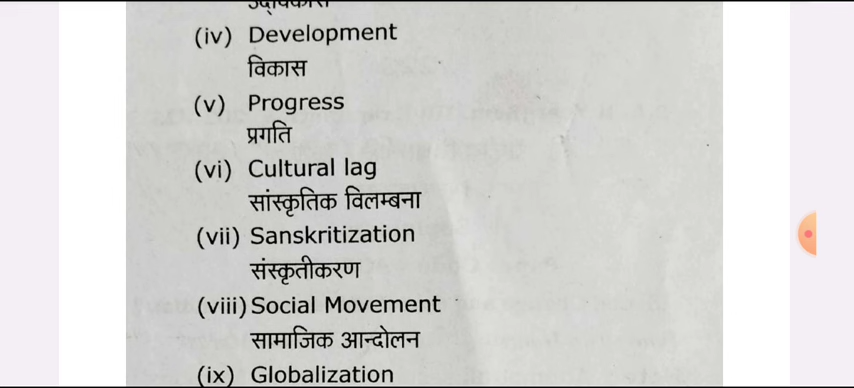 (iv) Development
विकास
(v) Progress
प्रगति
(vi) Cultural lag
सांस्कृतिक विलम्बना
(vii) Sanskritization
संस्कृतीकरण
(viii) Social Movement
सामाजिक आन्दोलन
(ix) Globalization